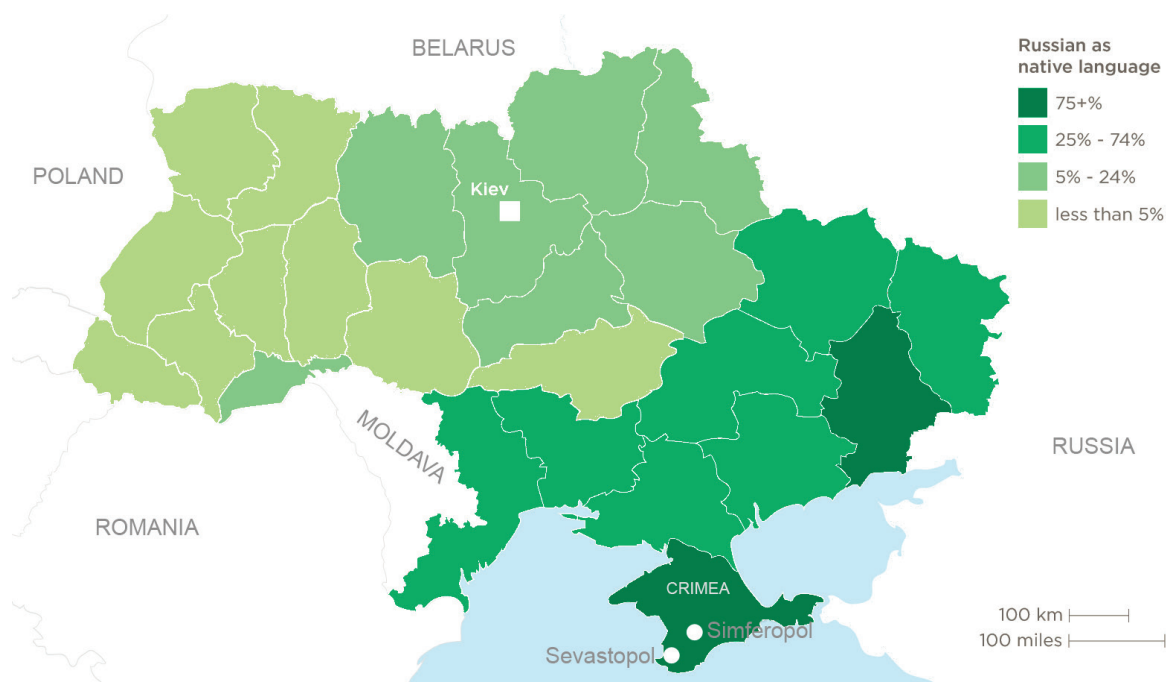 BELARUS
Russian as
native language
75+%
25% - 74%
5% - 24%
less than 5%
POLAND
Kiev
MOLDAVA
RUSSIA
ROMANIA
CRIMEA
100 km
100 miles
Simferopol
Sevastopol